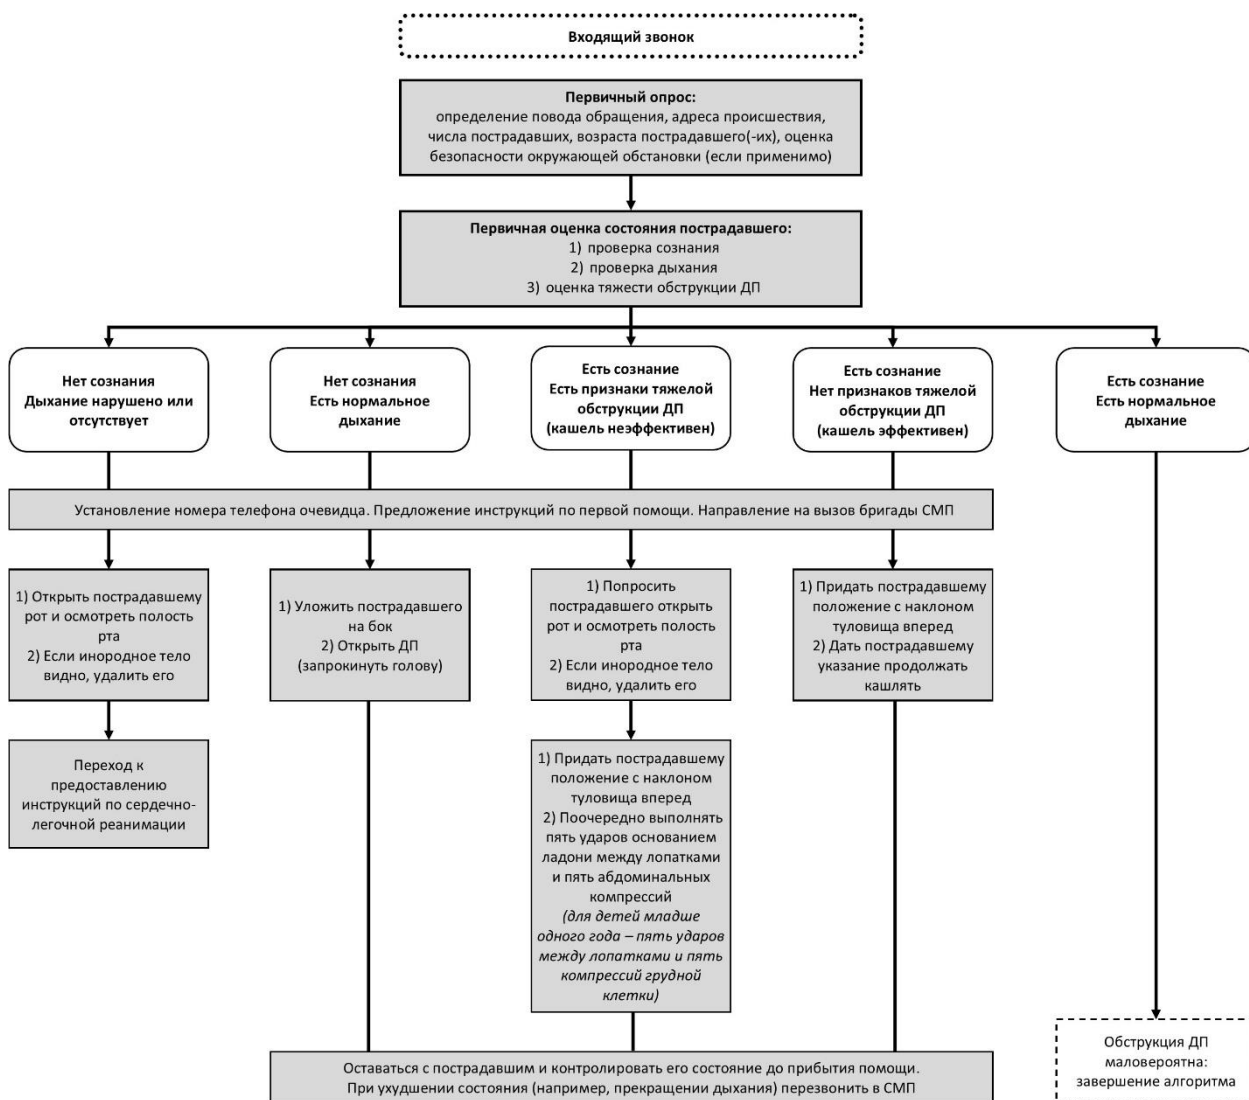 Входящий звонок
Первичный опрос:
определение повода обращения, адреса происшествия,
числа пострадавших, возраста пострадавшего(-их), оценка
безопасности окружающей обстановки (если применимо)
Первичная оценка состояния пострадавшего:
1) проверка сознания
2) проверка дыхания
3) оценка тяжести обструкции ДП
Нет сознания
Дыхание нарушено или
отсутствует
Нет сознания
Есть нормальное
дыхание
Есть сознание
Есть признаки тяжелой
обструкции ДП
(кашель неэффективен)
Есть сознание
Нет признаков тяжелой
обструкции ДП
(кашель эффективен)
Есть сознание
Есть нормальное
дыхание
Установление номера телефона очевидца. Предложение инструкций по первой помощи. Направление на вызов бригады СМП
1) Открыть пострадавшему
рот и осмотреть полость
рта
2) Если инородное тело
видно, удалить его
1) Уложить пострадавшего
на бок
2) Открыть ДП
(запрокинуть голову)
1) Попросить
пострадавшего открыть
рот и осмотреть полость
рта
2) Если инородное тело
видно, удалить его
1) Придать пострадавшему
положение с наклоном
туловища вперед
2) Дать пострадавшему
указание продолжать
кашлять
Переход к
предоставлению
инструкций по сердечно-
легочной реанимации
1) Придать пострадавшему
положение с наклоном
туловища вперед
2) Поочередно выполнять
пять ударов основанием
ладони между лопатками
и пять абдоминальных
компрессий
(для детей младше
одного года – пять ударов
между лопатками и пять
компрессий грудной
клетки)
Обструкция ДП
маловероятна:
завершение алгоритма
Оставаться с пострадавшим и контролировать его состояние до прибытия помощи.
При ухудшении состояния (например, прекращении дыхания) перезвонить в СМП